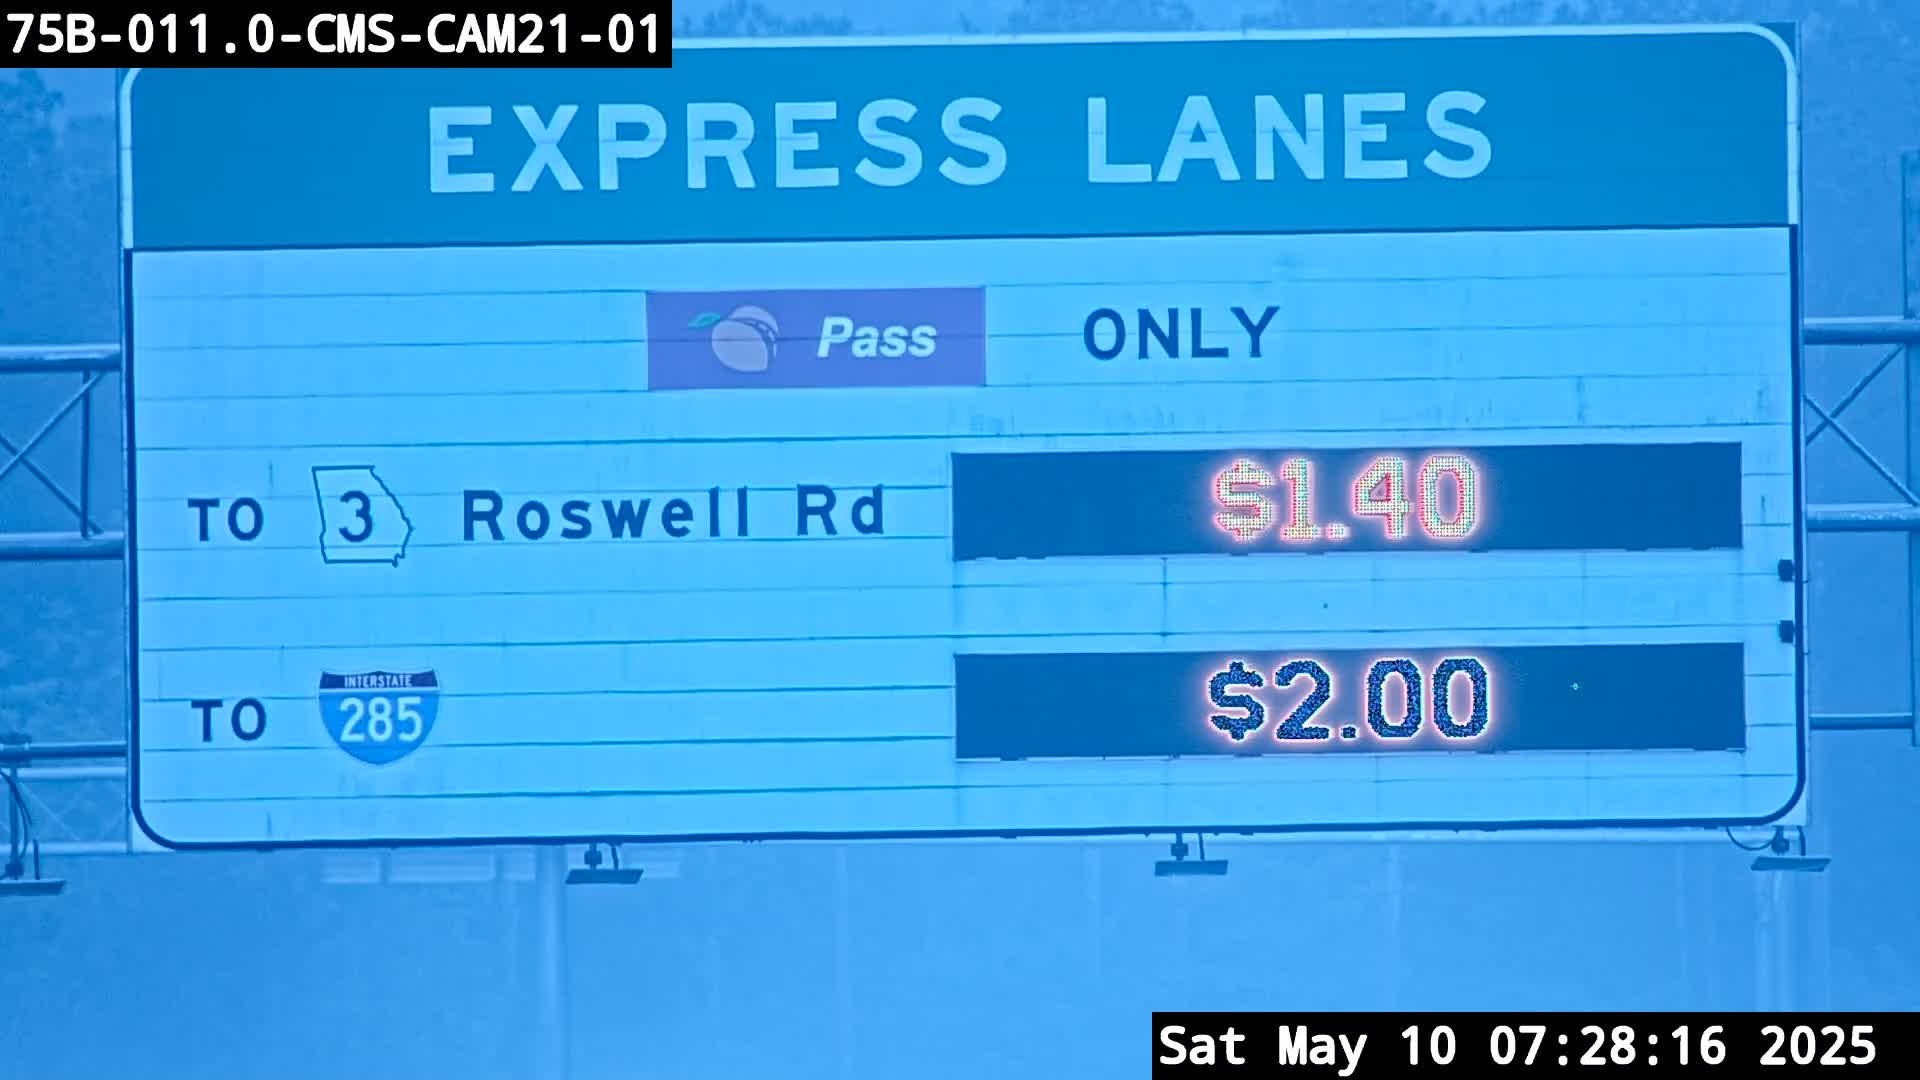 75B-011.0-CMS-CAM21-01
EXPRESS LANES
Pass ONLY
TO 3 Roswell Rd $1.40
TO INTERSTATE 285 $2.00
Sat May 10 07:28:16 2025